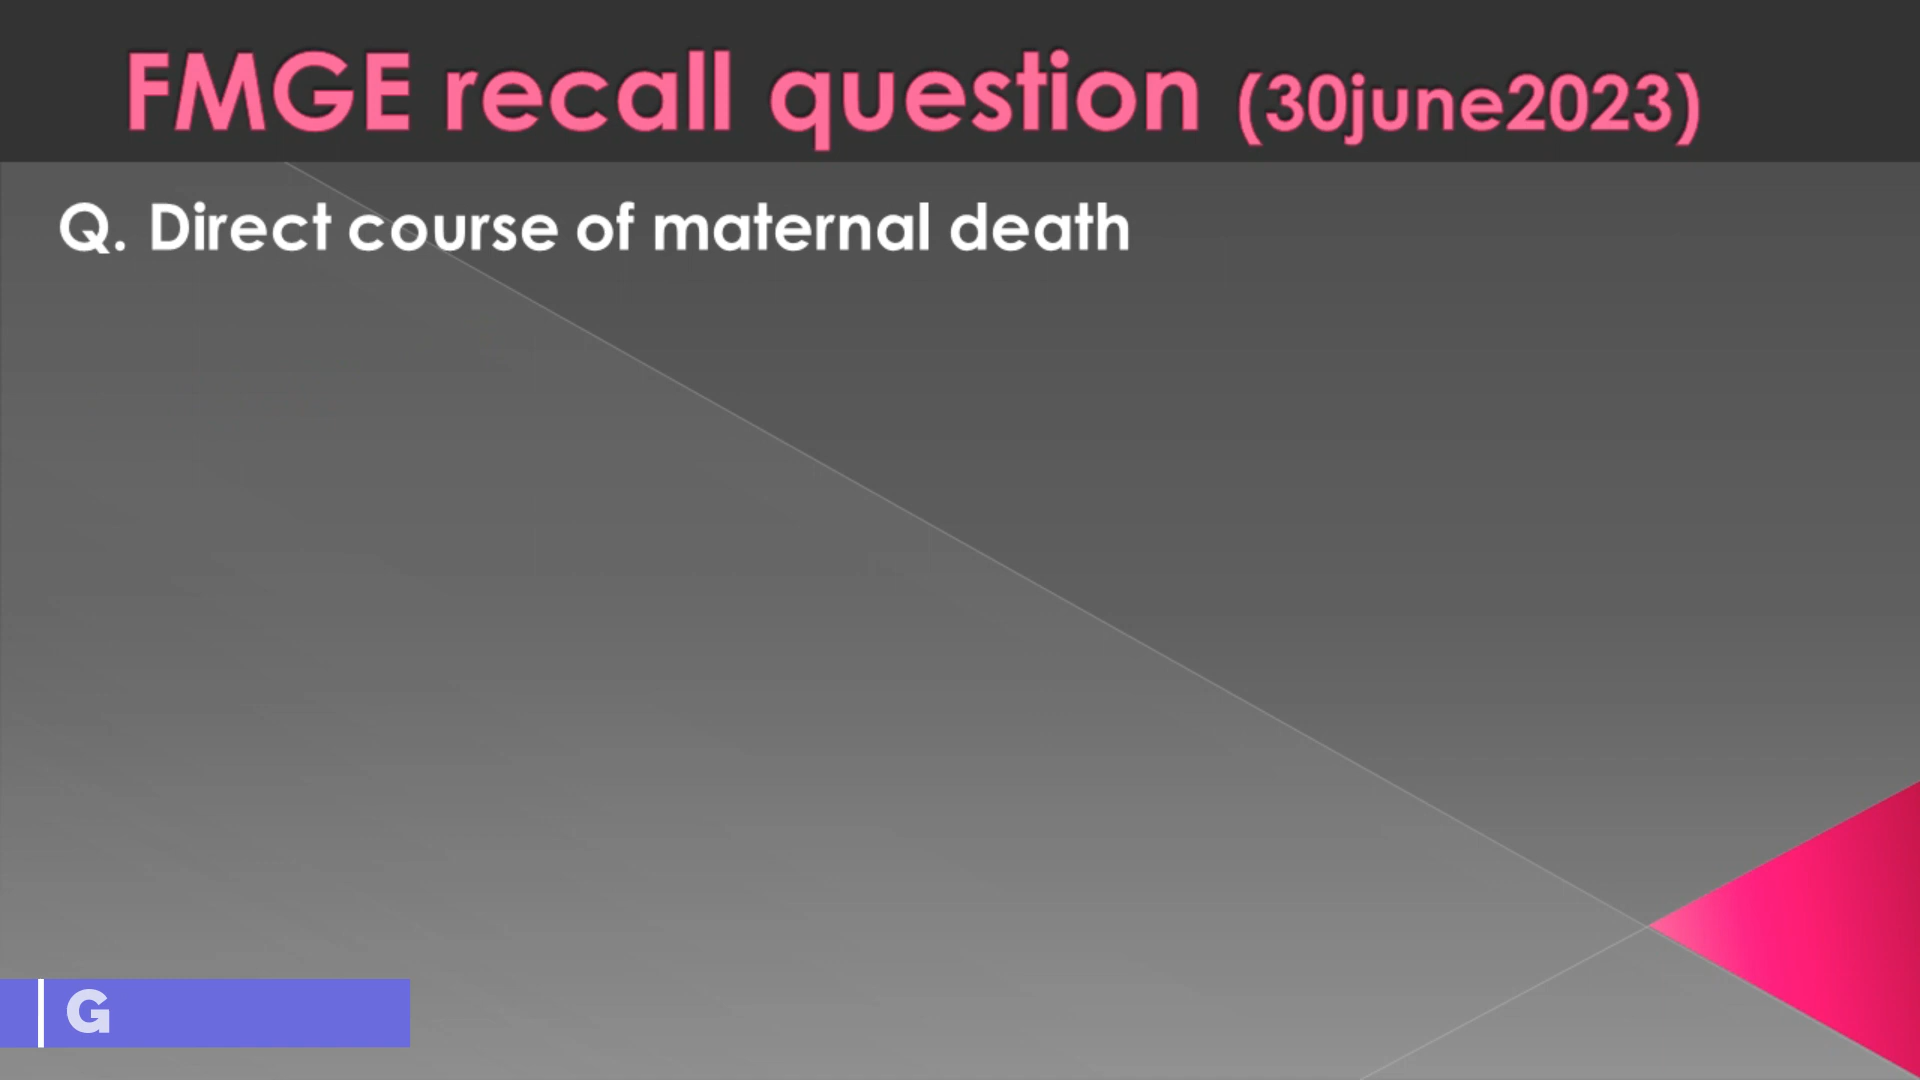 FMGE recall question (30june2023)
Q. Direct course of maternal death
G